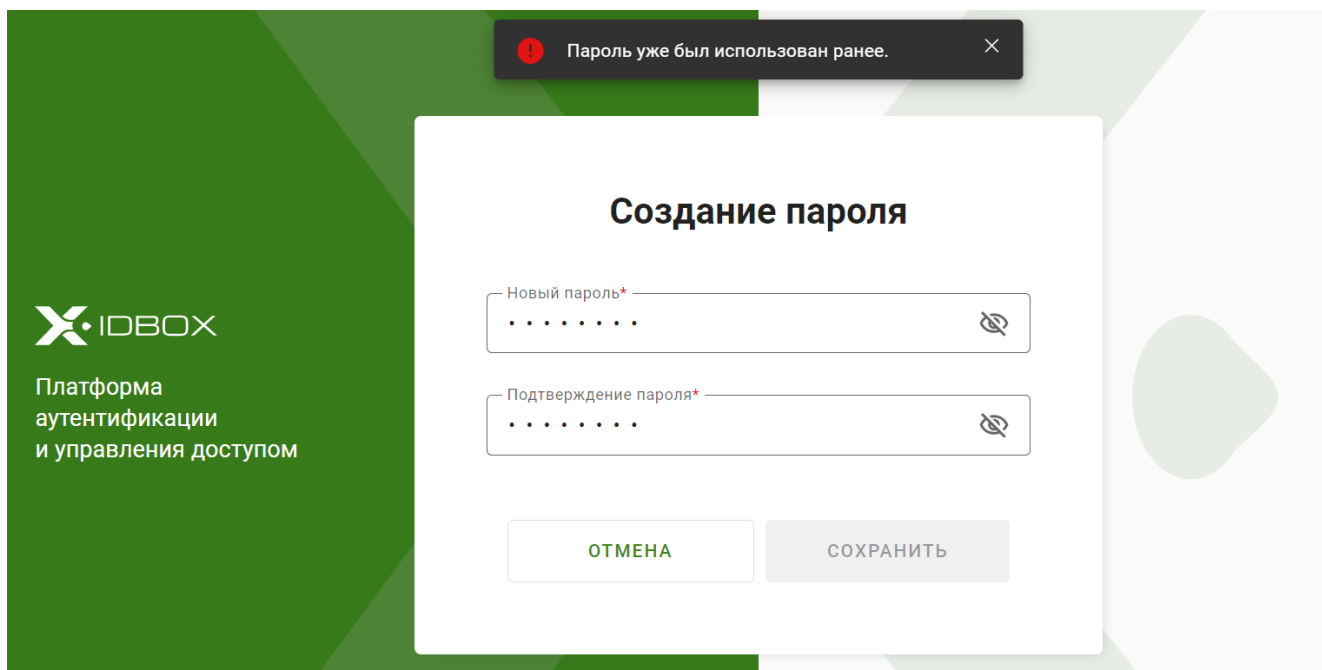 Пароль уже был использован ранее.
Создание пароля
Новый пароль*
• • • • • • • •
Подтверждение пароля*
• • • • • • • •
ОТМЕНА
СОХРАНИТЬ
IDBOX
Платформа
аутентификации
и управления доступом